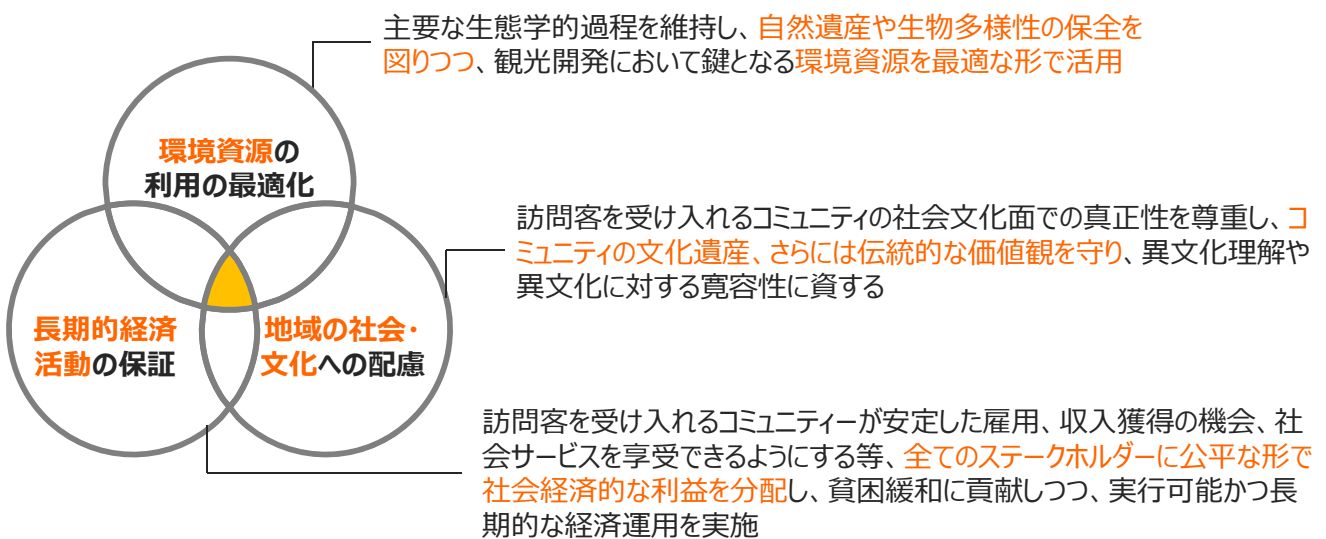 主要な生態学的過程を維持し、自然遺産や生物多様性の保全を
図りつつ、観光開発において鍵となる環境資源を最適な形で活用
環境資源の
利用の最適化
訪問客を受け入れるコミュニティの社会文化面での真正性を尊重し、コ
ミュニティの文化遺産、さらには伝統的な価値観を守り、異文化理解や
異文化に対する寛容性に資する
長期的経済
活動の保証
地域の社会・
文化への配慮
訪問客を受け入れるコミュニティーが安定した雇用、収入獲得の機会、社
会サービスを享受できるようにする等、全てのステークホルダーに公平な形で
社会経済的な利益を分配し、貧困緩和に貢献しつつ、実行可能かつ長
期的な経済運用を実施